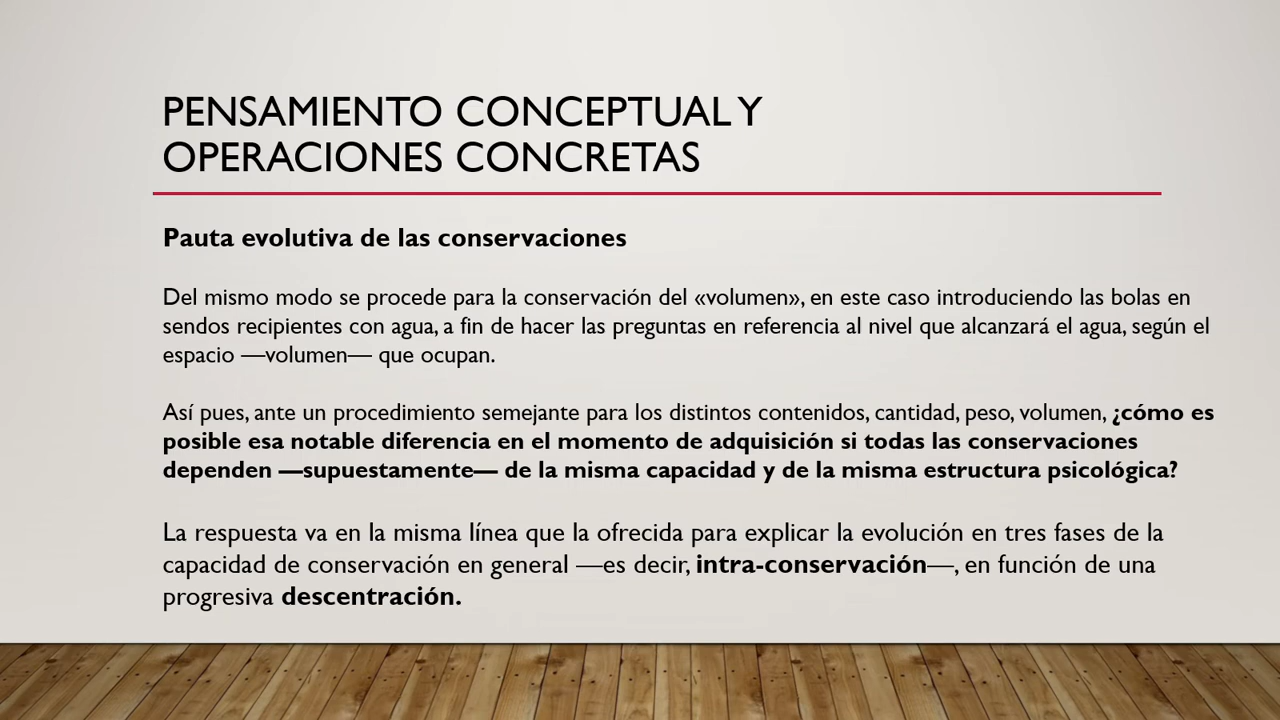 PENSAMIENTO CONCEPTUAL Y
OPERACIONES CONCRETAS
Pauta evolutiva de las conservaciones
Del mismo modo se procede para la conservación del «volumen», en este caso introduciendo las bolas en
sendos recipientes con agua, a fin de hacer las preguntas en referencia al nivel que alcanzará el agua, según el
espacio —volumen— que ocupan.
Así pues, ante un procedimiento semejante para los distintos contenidos, cantidad, peso, volumen, ¿cómo es
posible esa notable diferencia en el momento de adquisición si todas las conservaciones
dependen —supuestamente— de la misma capacidad y de la misma estructura psicológica?
La respuesta va en la misma línea que la ofrecida para explicar la evolución en tres fases de la
capacidad de conservación en general —es decir, intra-conservación—, en función de una
progresiva descentración.